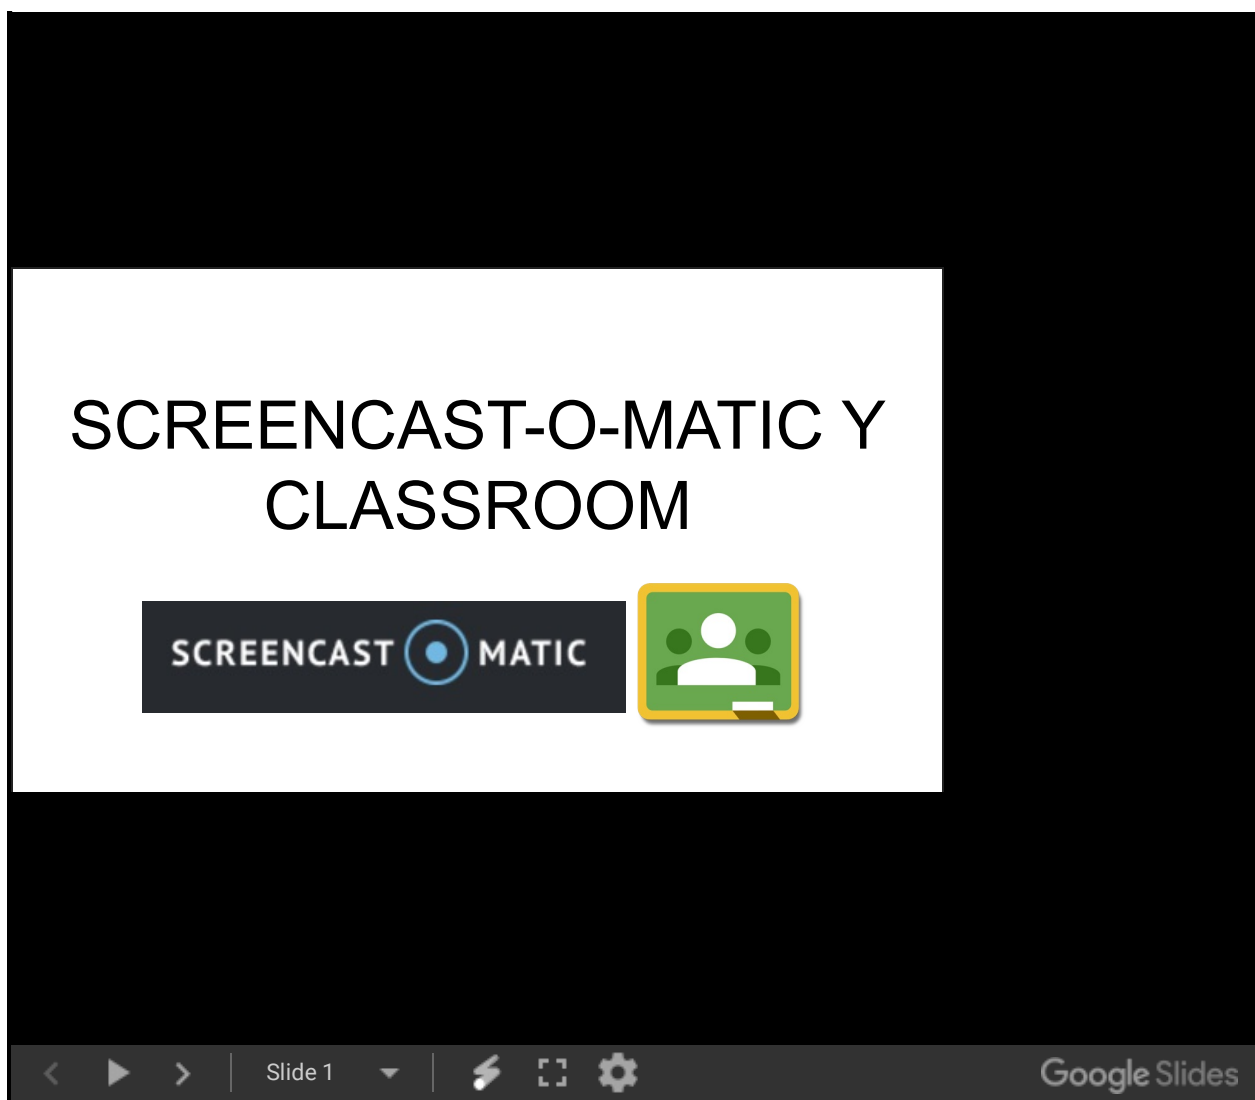 SCREENCAST-O-MATIC Y
CLASSROOM
SCREENCAST MATIC
Slide 1
Google Slides